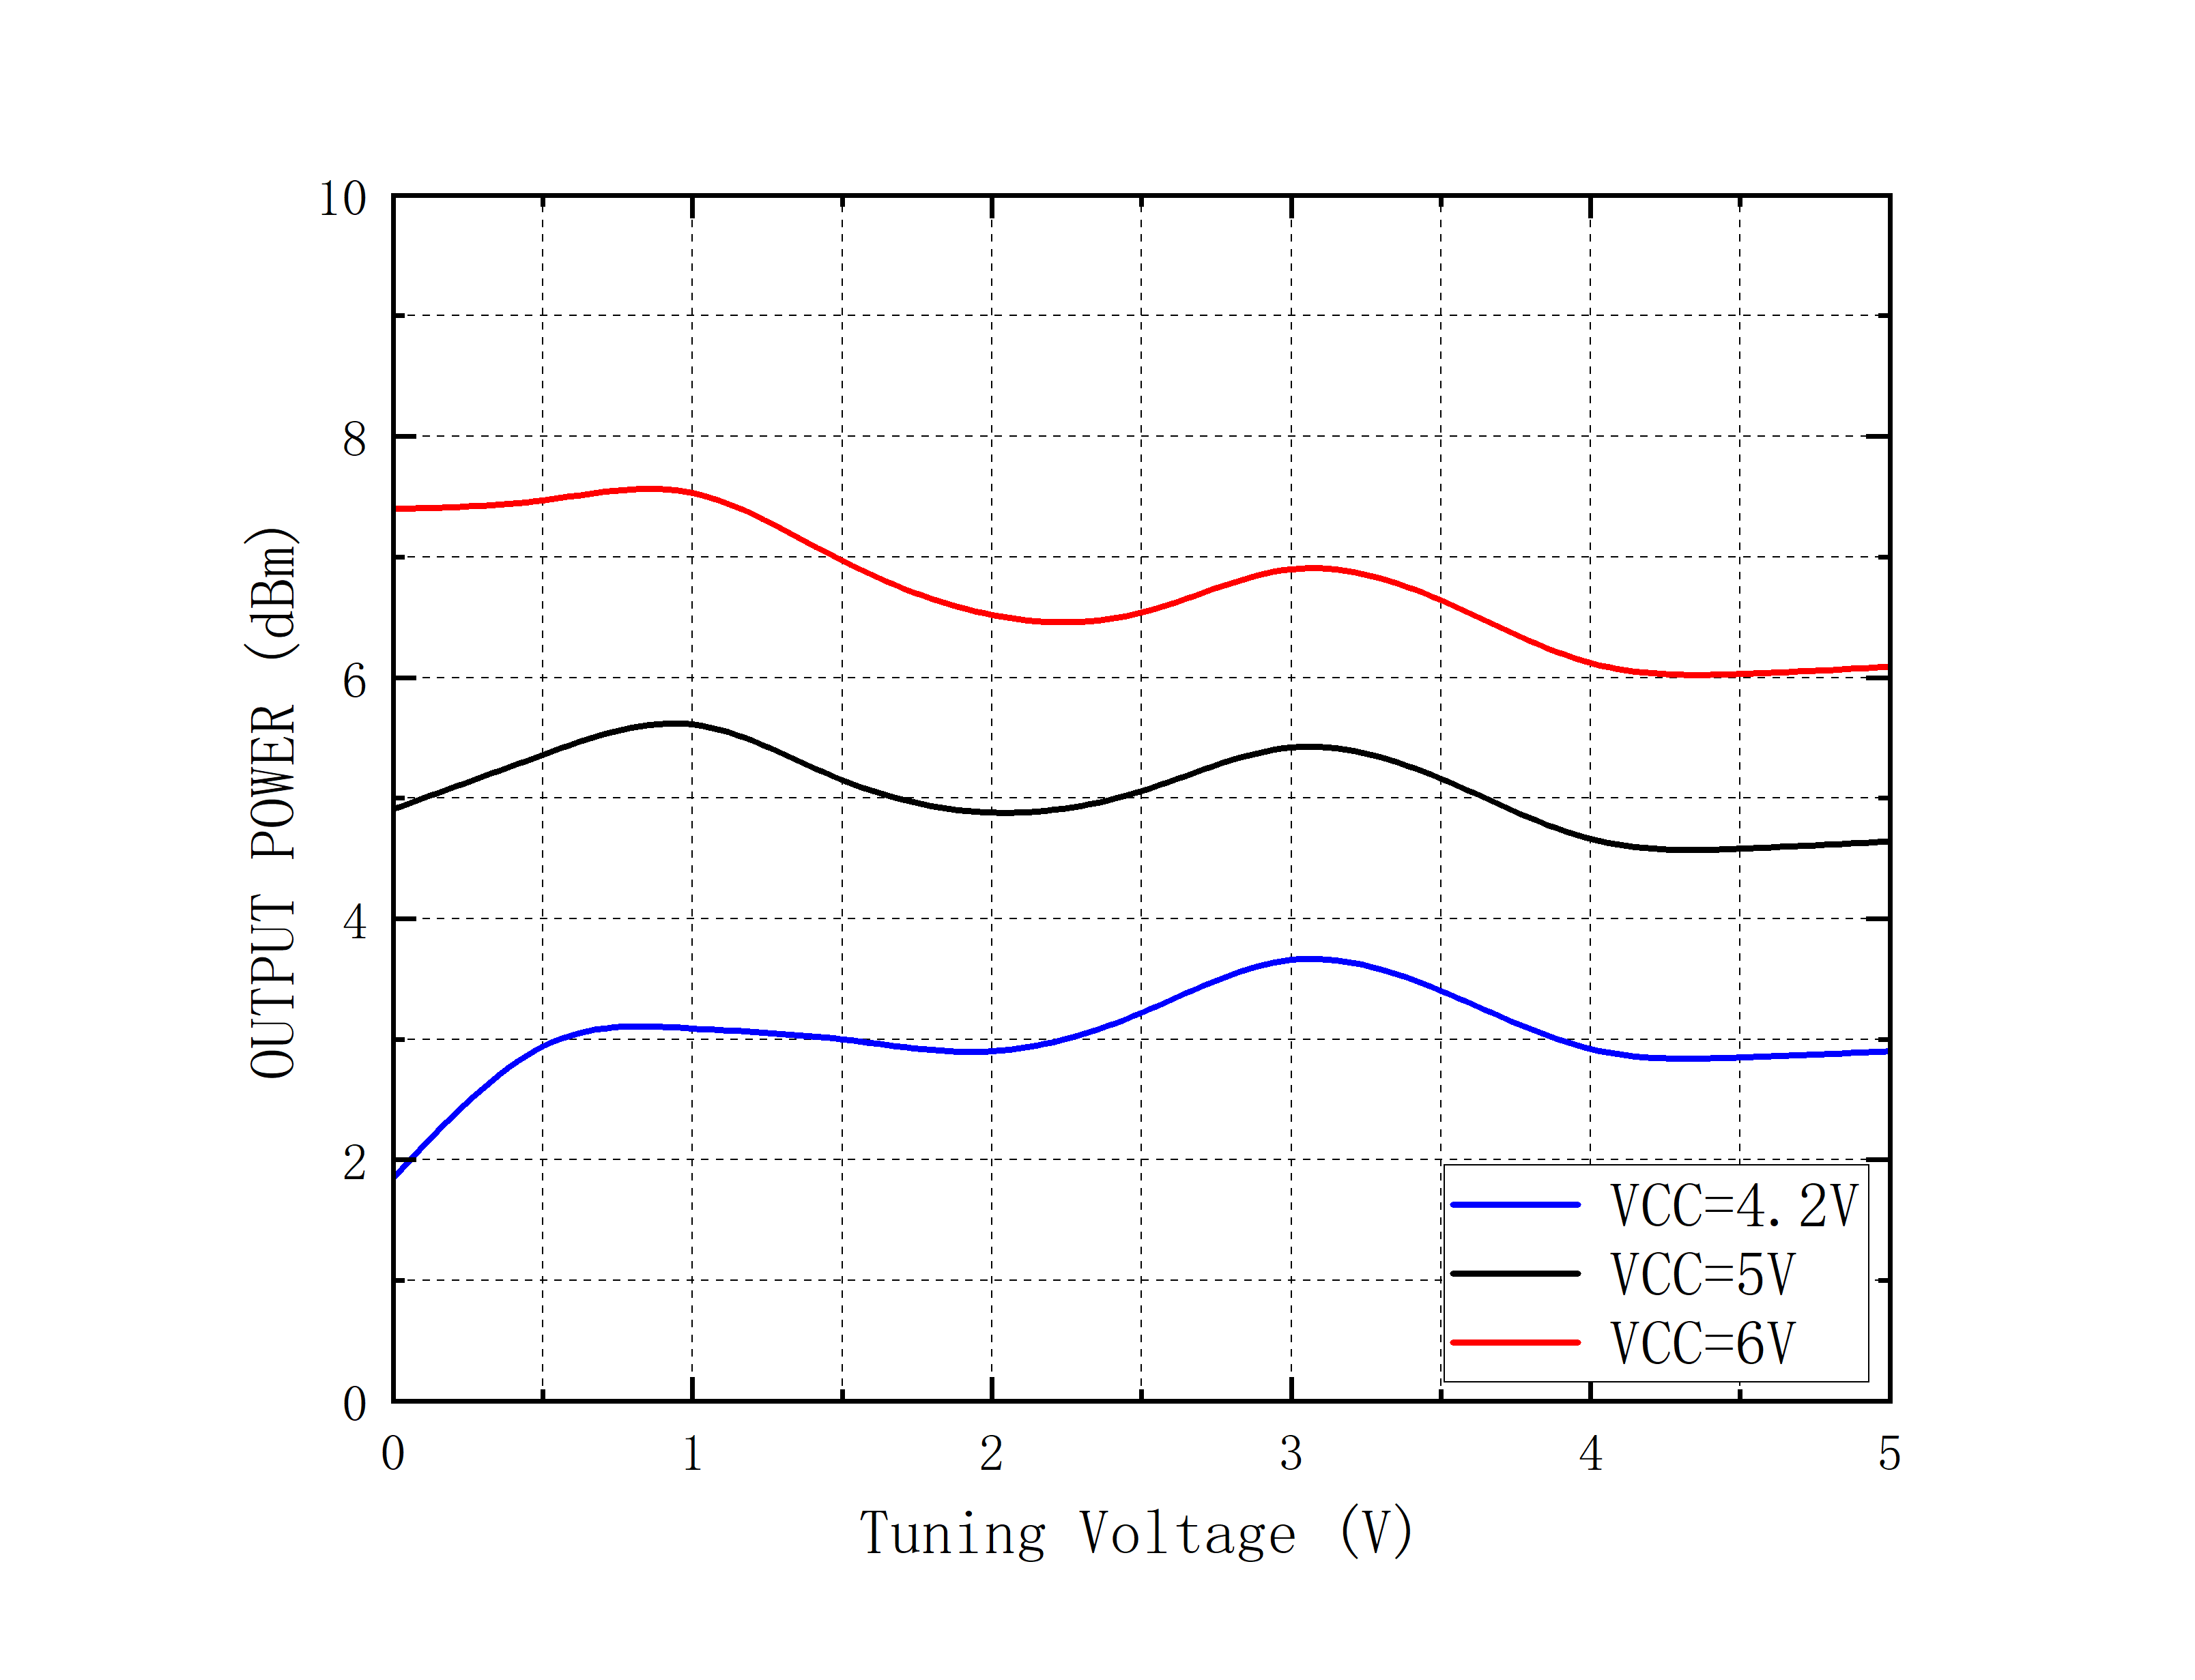 10
8
6
4
2
0
OUTPUT POWER (dBm)
0 1 2 3 4 5
Tuning Voltage (V)
VCC=4.2V
VCC=5V
VCC=6V